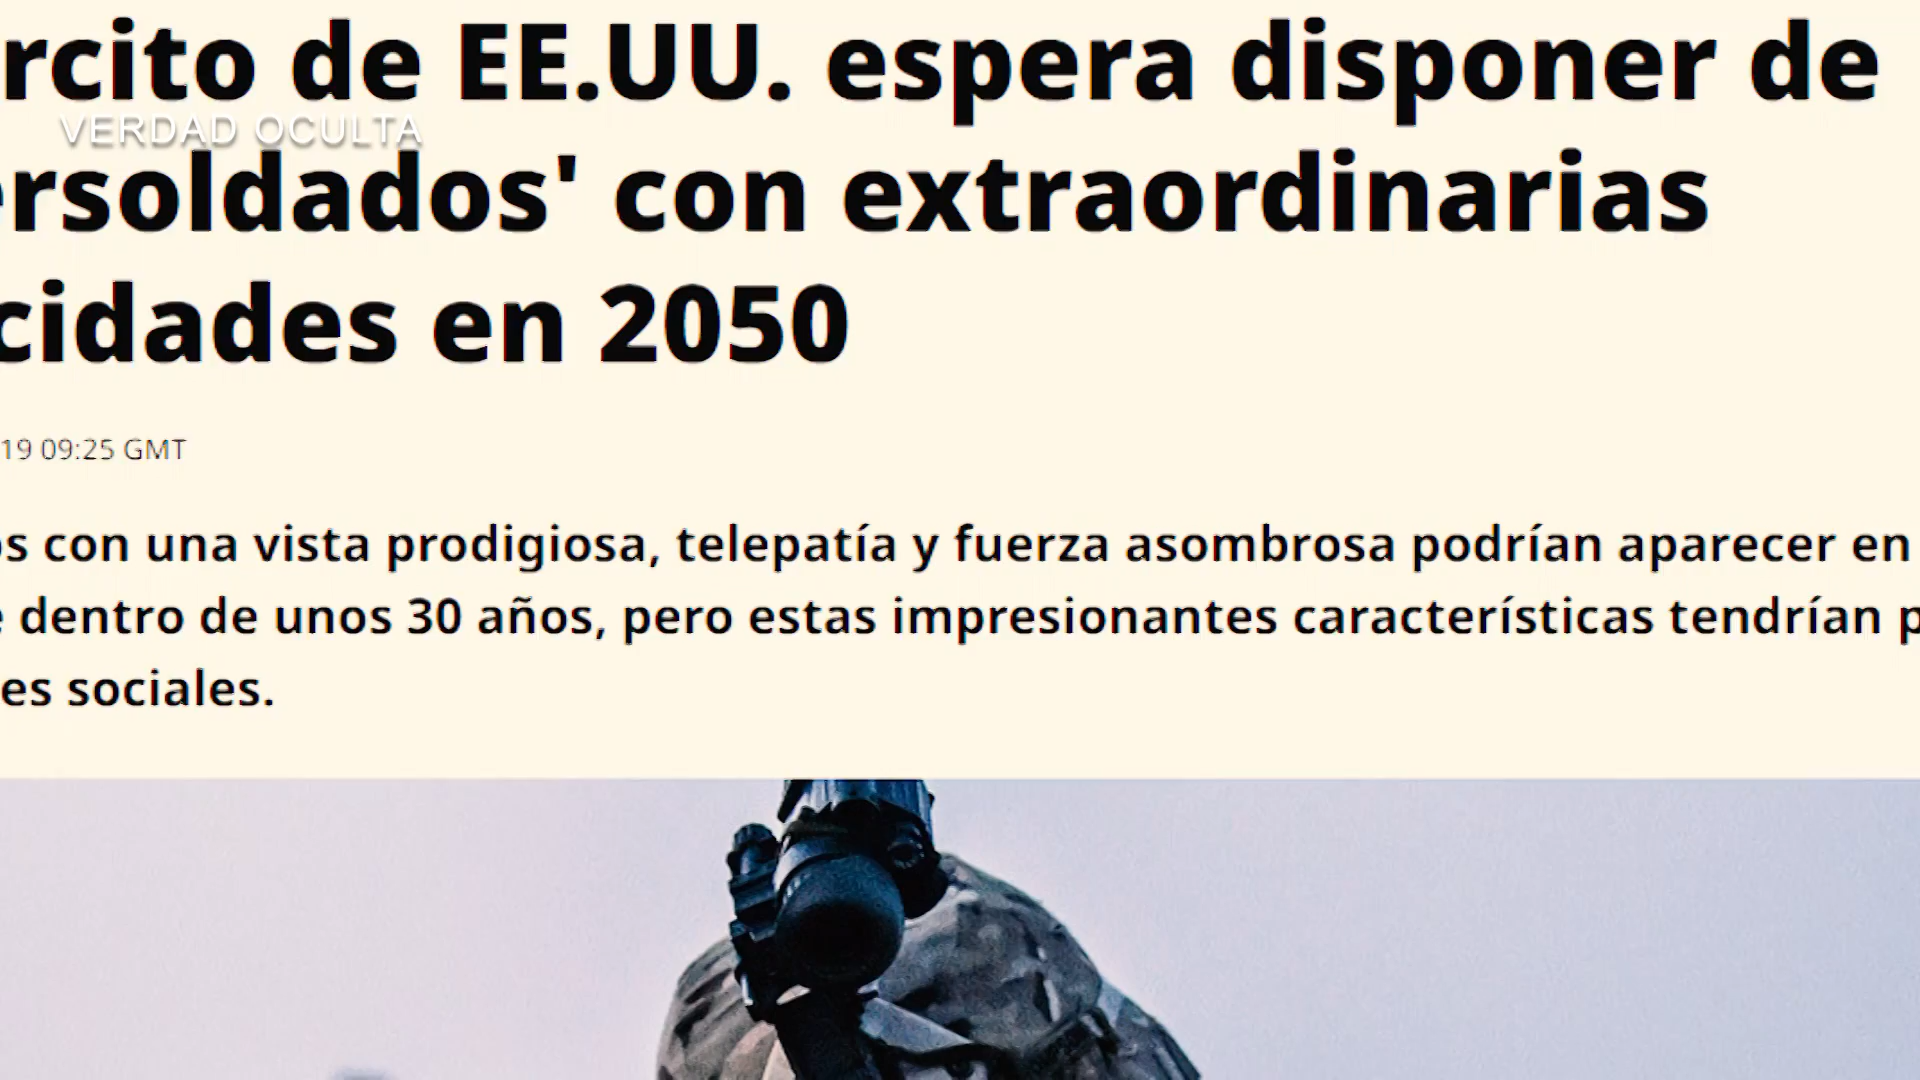 rcito de EE.UU. espera disponer de
VERDAD OCULTA
ersoldados' con extraordinarias
cidades en 2050
19 09:25 GMT
os con una vista prodigiosa, telepatía y fuerza asombrosa podrían aparecer en
e dentro de unos 30 años, pero estas impresionantes características tendrían p
es sociales.